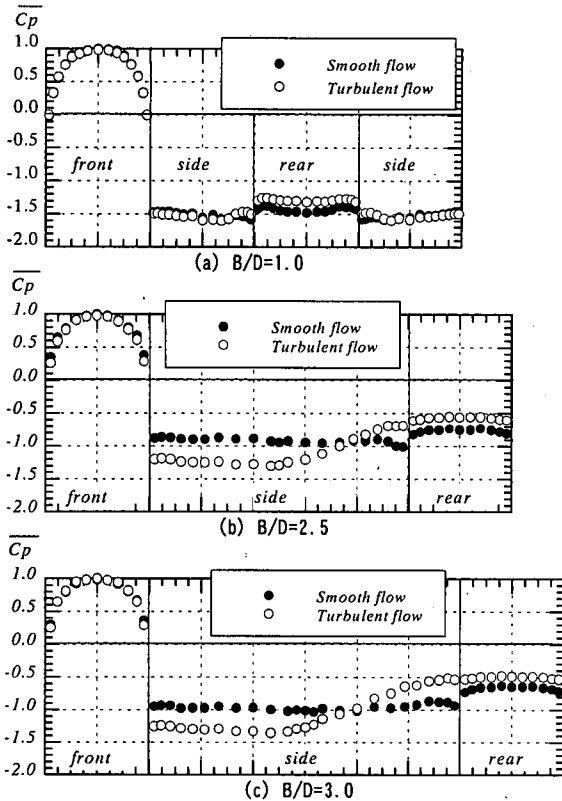 Cp
1.0
0.5
0.0
-0.5
-1.0
-1.5
-2.0
Smooth flow
Turbulent flow
front side rear side
(a) B/D=1.0
Cp
1.0
0.5
0.0
-0.5
-1.0
-1.5
-2.0
Smooth flow
Turbulent flow
front side rear
(b) B/D=2.5
Cp
1.0
0.5
0.0
-0.5
-1.0
-1.5
-2.0
Smooth flow
Turbulent flow
front side rear
(c) B/D=3.0